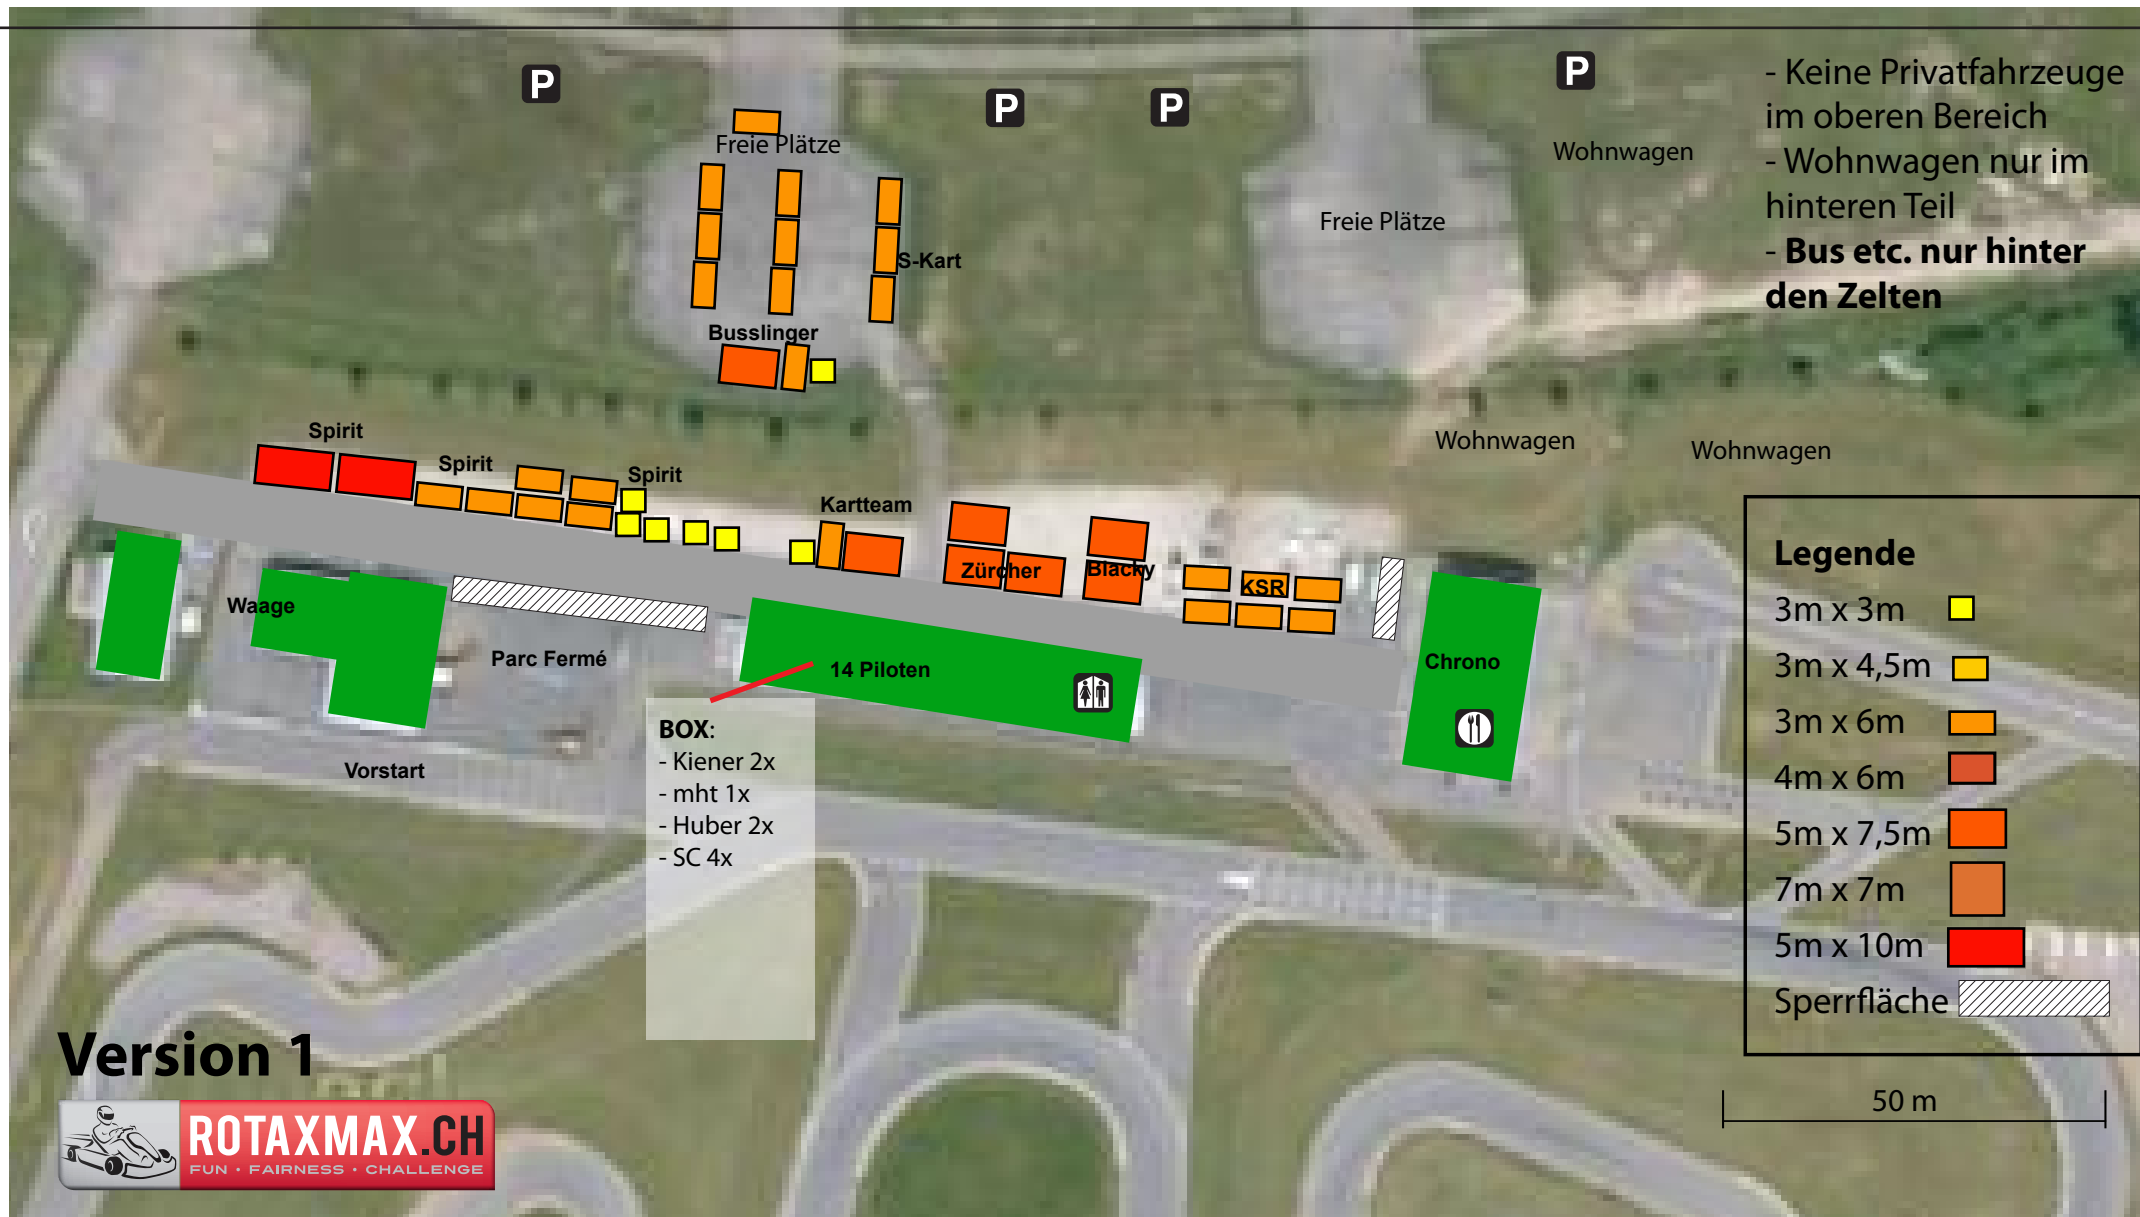 P
P
P
P
- Keine Privatfahrzeuge
im oberen Bereich
- Wohnwagen nur im
hinteren Teil
- Bus etc. nur hinter
den Zelten
Freie Plätze
Wohnwagen
Freie Plätze
S-Kart
Busslinger
Spirit
Spirit
Spirit
Kartteam
Wohnwagen
Wohnwagen
Zürcher
Blacky
KSR
Waage
Parc Fermé
14 Piloten
Chrono
Vorstart
BOX:
- Kiener 2x
- mht 1x
- Huber 2x
- SC 4x
Legende
3m x 3m
3m x 4,5m
3m x 6m
4m x 6m
5m x 7,5m
7m x 7m
5m x 10m
Sperrfläche
50 m
Version 1
ROTAXMAX.CH
FUN · FAIRNESS · CHALLENGE